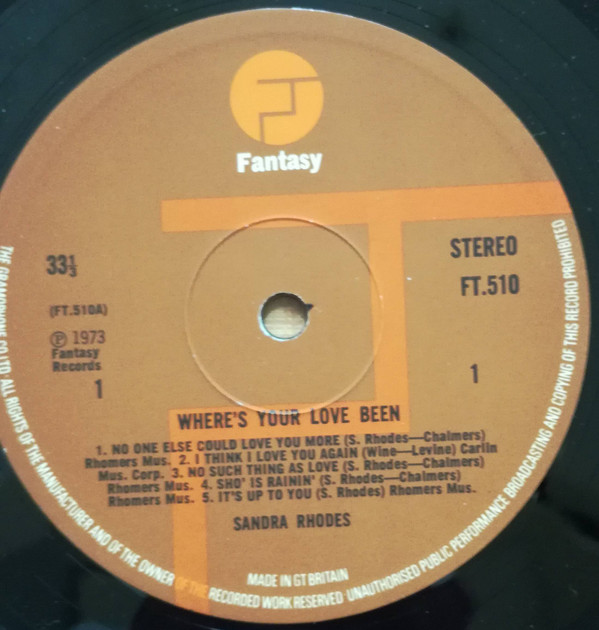 Fantasy
33⅓
STEREO
FT.510
(FT.510A)
℗ 1973
Fantasy
Records
1
1
WHERE'S YOUR LOVE BEEN
1. NO ONE ELSE COULD LOVE YOU MORE (S. Rhodes—Chalmers)
Rhomers Mus. 2. I THINK I LOVE YOU AGAIN (Wine—Levine) Carlin
Mus. Corp. 3. NO SUCH THING AS LOVE (S. Rhodes—Chalmers)
Rhomers Mus. 4. SHO' IS RAININ' (S. Rhodes—Chalmers)
Rhomers Mus. 5. IT'S UP TO YOU (S. Rhodes) Rhomers Mus.
SANDRA RHODES
MADE IN GT BRITAIN
THE GRAMOPHONE CO LTD. ALL RIGHTS OF THE MANUFACTURER AND OF THE OWNER OF THE RECORDED WORK RESERVED. UNAUTHORISED PUBLIC PERFORMANCE BROADCASTING AND COPYING OF THIS RECORD PROHIBITED